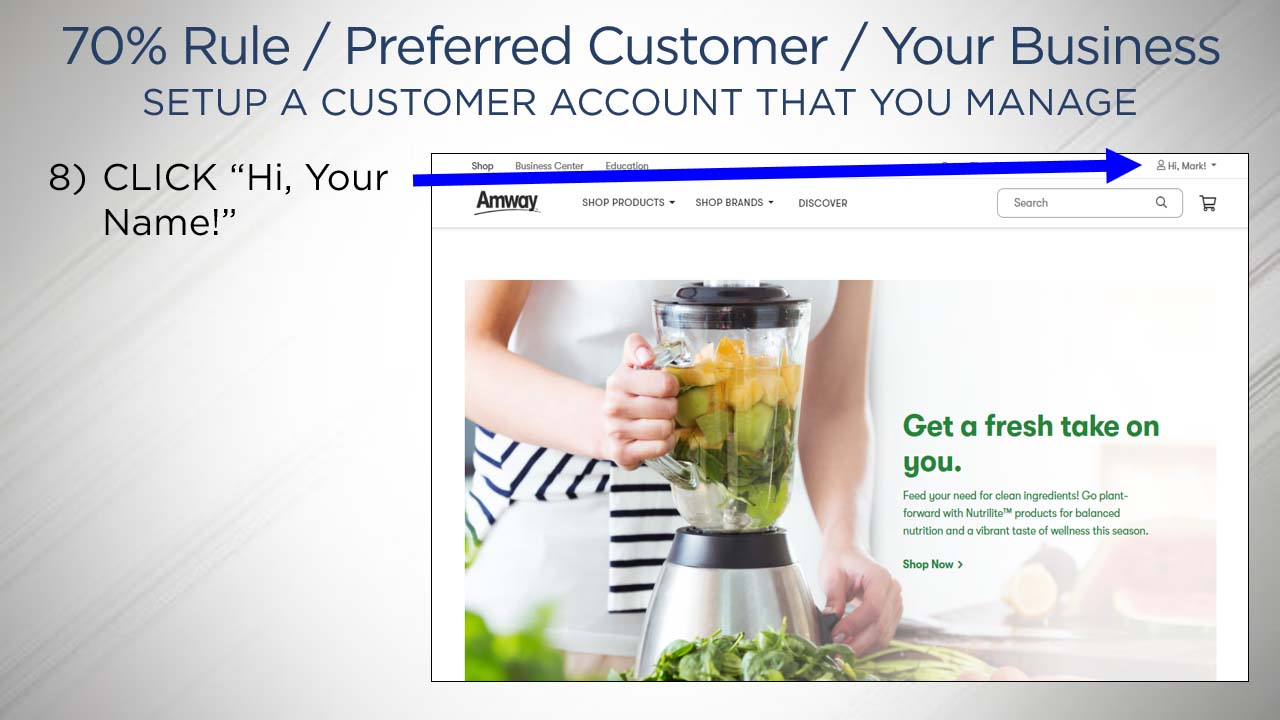 70% Rule / Preferred Customer / Your Business
SETUP A CUSTOMER ACCOUNT THAT YOU MANAGE
8) CLICK “Hi, Your
Name!”
Shop Business Center Education
Hi, Mark!
Amway
SHOP PRODUCTS SHOP BRANDS DISCOVER
Search
Get a fresh take on
you.
Feed your need for clean ingredients! Go plant-
forward with Nutrilite™ products for balanced
nutrition and a vibrant taste of wellness this season.
Shop Now >